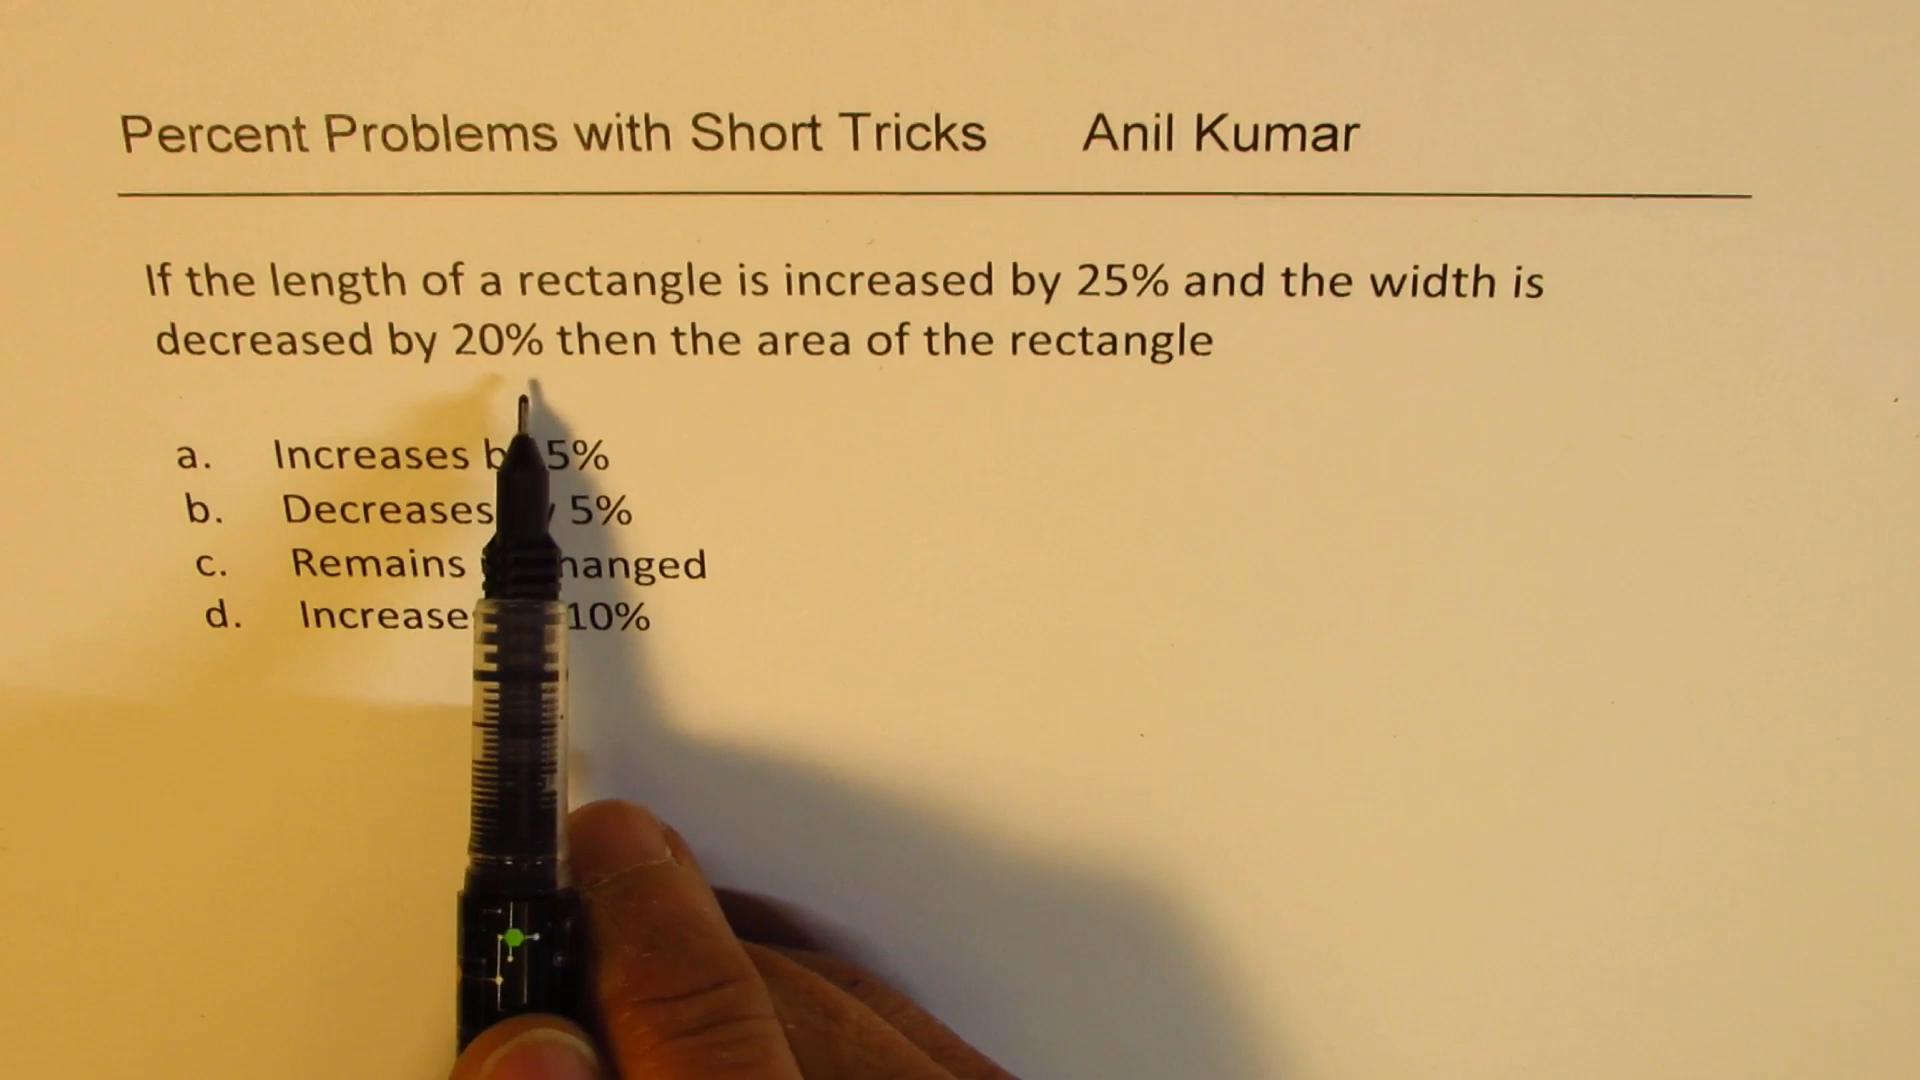 Percent Problems with Short Tricks Anil Kumar
If the length of a rectangle is increased by 25% and the width is
decreased by 20% then the area of the rectangle
a. Increases 5%
b. Decreases 5%
c. Remains
d. 10%